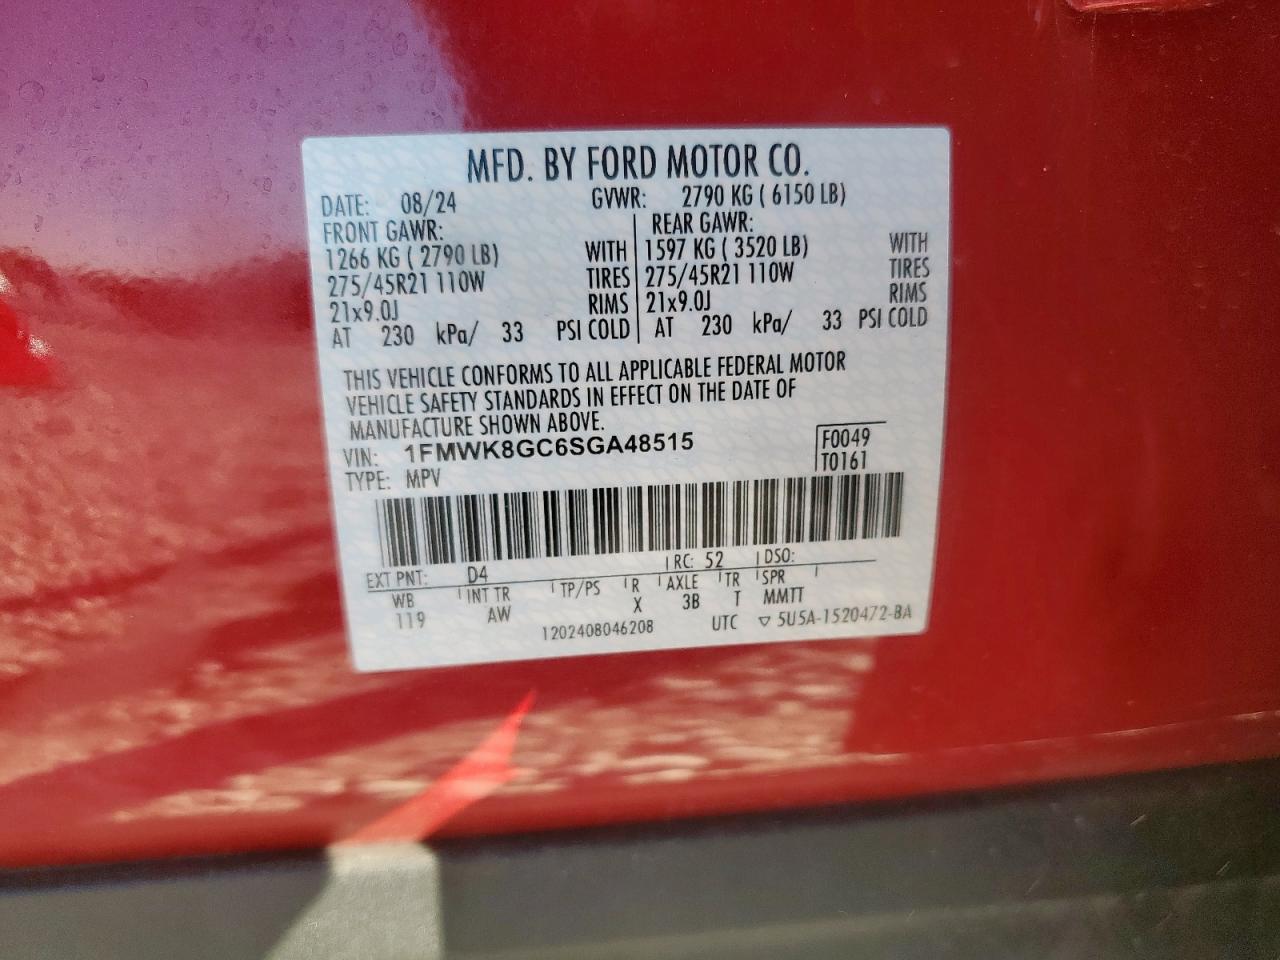 MFD. BY FORD MOTOR CO.
DATE: 08/24 GVWR: 2790 KG ( 6150 LB)
FRONT GAWR: REAR GAWR:
1266 KG ( 2790 LB) WITH 1597 KG ( 3520 LB) WITH
275/45R21 110W TIRES 275/45R21 110W TIRES
21x9.0J RIMS 21x9.0J RIMS
AT 230 kPa/ 33 PSI COLD AT 230 kPa/ 33 PSI COLD
THIS VEHICLE CONFORMS TO ALL APPLICABLE FEDERAL MOTOR
VEHICLE SAFETY STANDARDS IN EFFECT ON THE DATE OF
MANUFACTURE SHOWN ABOVE.
VIN: 1FMWK8GC6SGA48515 F0049
TYPE: MPV T0161
EXT PNT: D4 RC: 52 DSO:
WB INT TR TP/PS R AXLE TR SPR
119 AW X 3B T MMTT
1202408046208 UTC ▽ 5U5A-1520472-BA